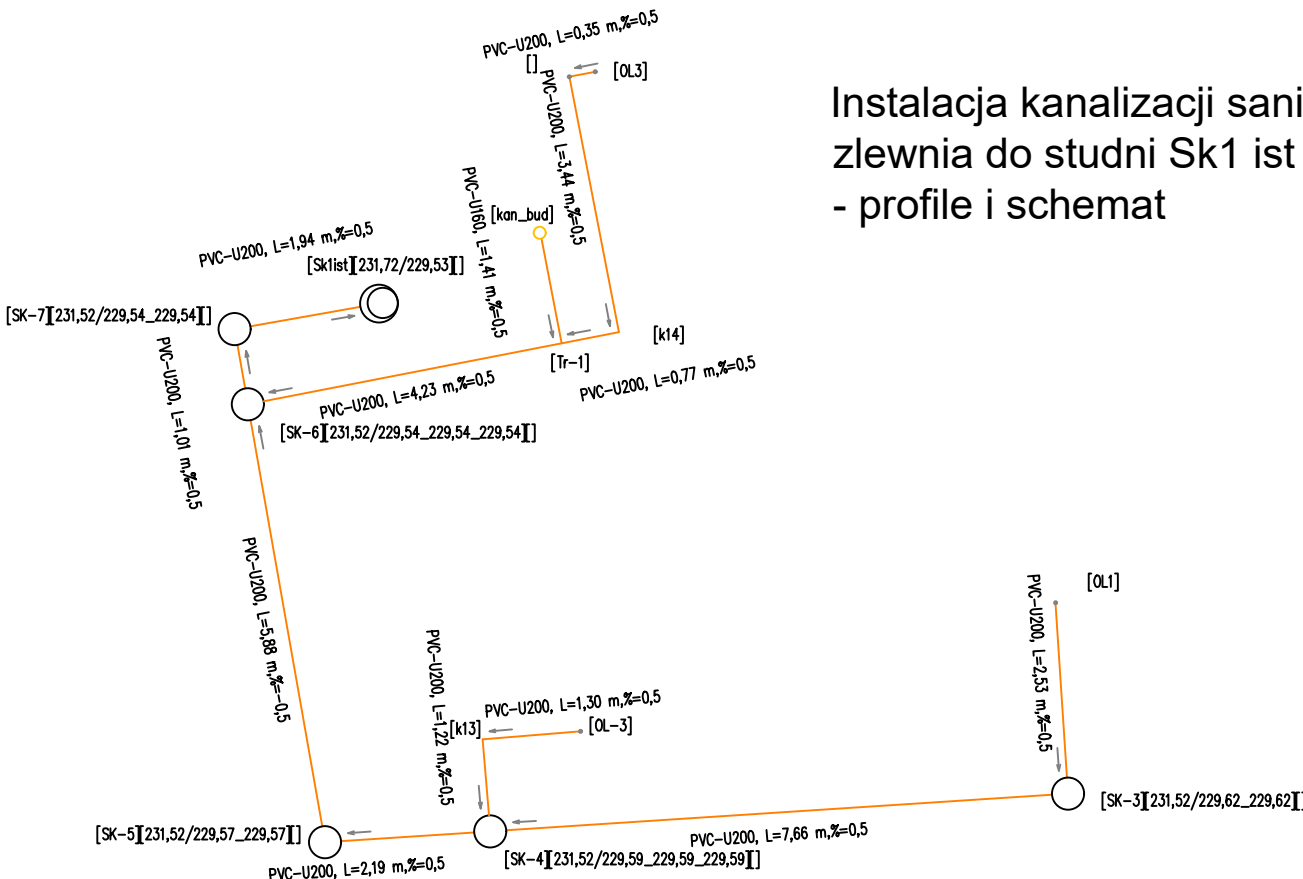 PVC-U200, L=0,35 m,%=0,5
[]
[OL3]
PVC-U200, L=3,44 m,%=0,5
Instalacja kanalizacji sani
zlewnia do studni Sk1 ist
- profile i schemat
PVC-U160, L=1,41 m,%=0,5
[kan_bud]
PVC-U200, L=1,94 m,%=0,5
[Sk1ist][231,72/229,53][]
[SK-7][231,52/229,54_229,54][]
[k14]
[Tr-1]
PVC-U200, L=0,77 m,%=0,5
PVC-U200, L=4,23 m,%=0,5
PVC-U200, L=1,01 m,%=0,5
[SK-6][231,52/229,54_229,54_229,54][]
PVC-U200, L=5,88 m,%=-0,5
[OL1]
PVC-U200, L=2,53 m,%=0,5
PVC-U200, L=1,22 m,%=0,5
PVC-U200, L=1,30 m,%=0,5
[k13]
[OL-3]
[SK-3][231,52/229,62_229,62][]
[SK-5][231,52/229,57_229,57][]
PVC-U200, L=7,66 m,%=0,5
[SK-4][231,52/229,59_229,59_229,59][]
PVC-U200, L=2,19 m,%=0,5